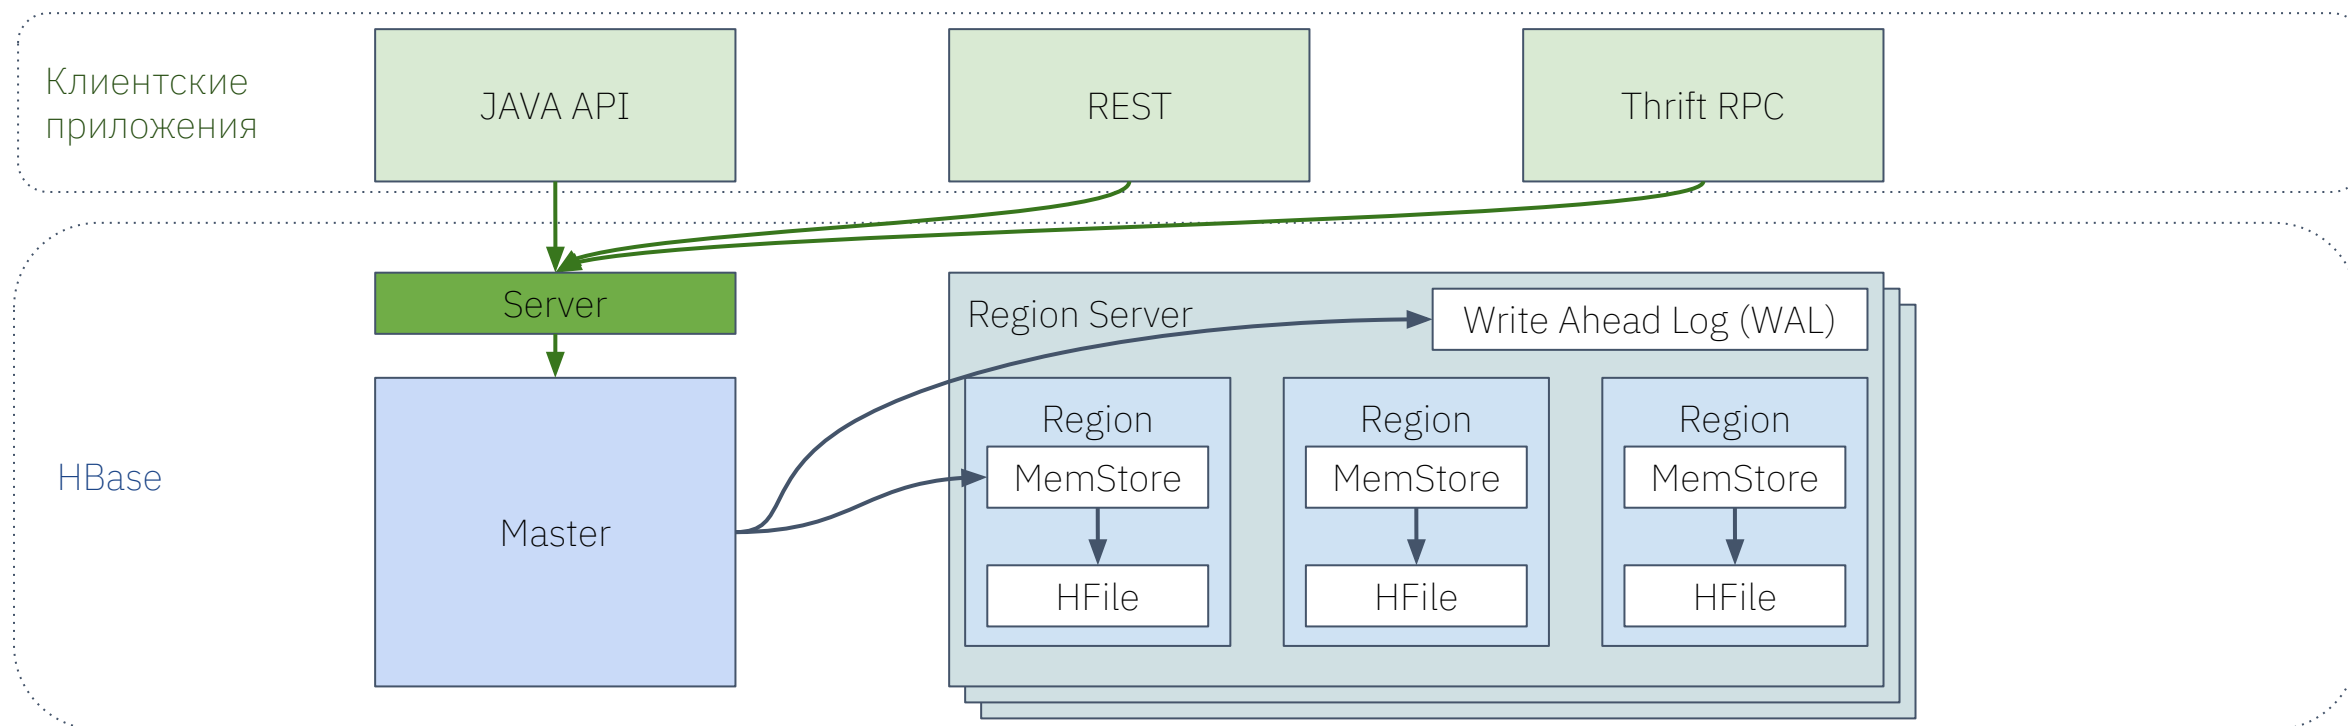 Клиентские
приложения
JAVA API
REST
Thrift RPC
HBase
Server
Master
Region Server
Write Ahead Log (WAL)
Region
MemStore
HFile
Region
MemStore
HFile
Region
MemStore
HFile